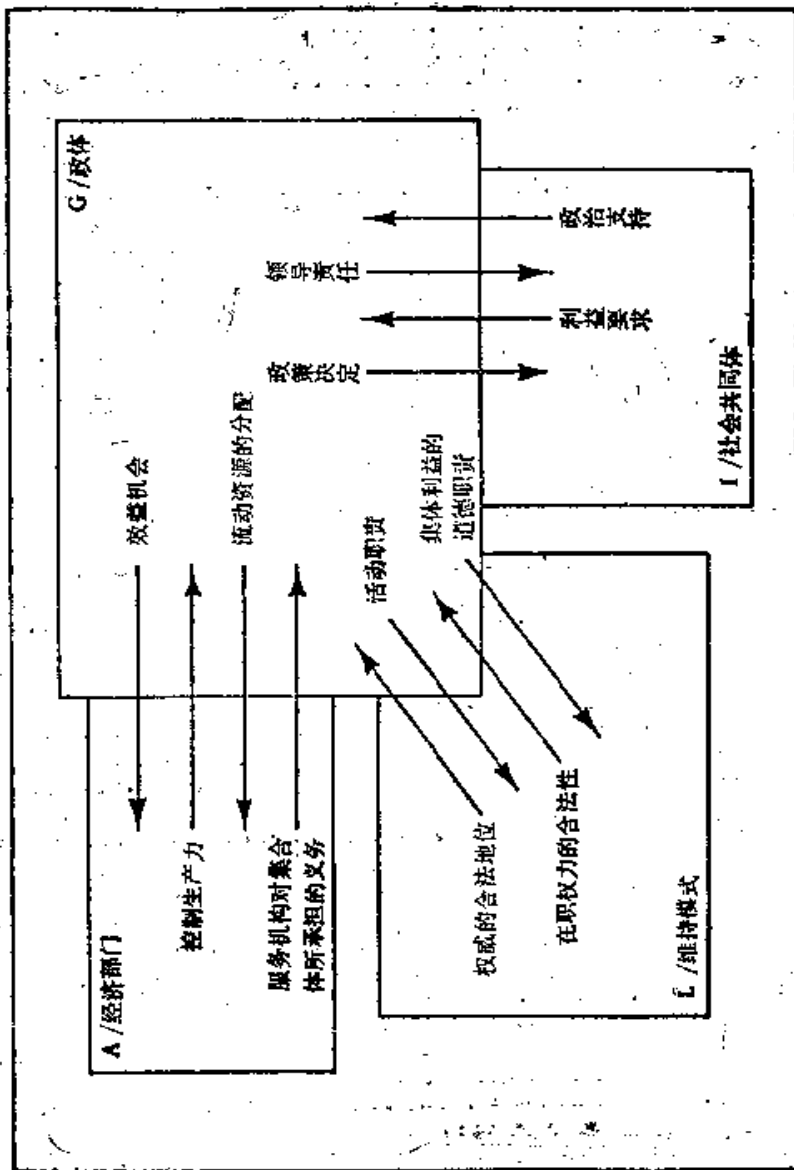 A/经济部门
G/政体
效益机会
控制生产力
流动资源的分配
服务机构对集合
体所承担的义务
活动职责
集体利益的
道德职责
政策决定
领导责任
权威的合法地位
在职权力的合法性
利益要求
政治支持
L/维持模式
I/社会共同体